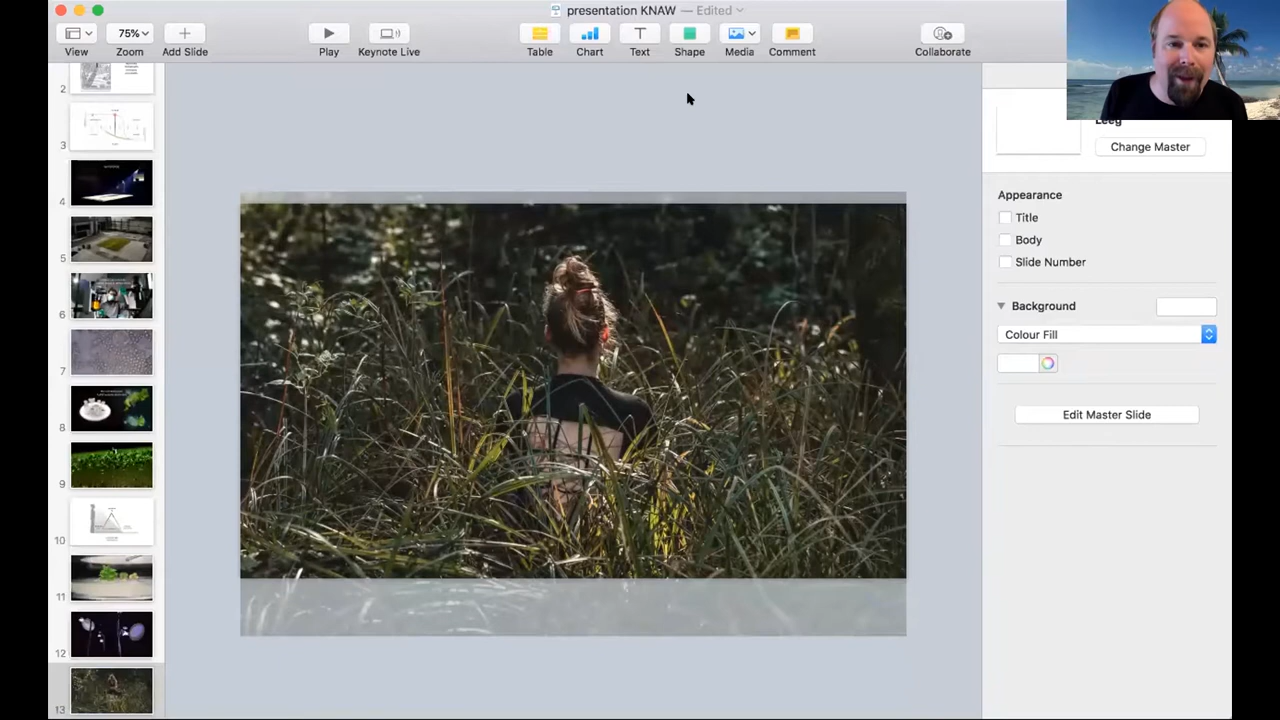 presentation KNAW — Edited
75%
View
Zoom
Add Slide
Play
Keynote Live
Table
Chart
Text
Shape
Media
Comment
Collaborate
Leeg
Change Master
Appearance
Title
Body
Slide Number
Background
Colour Fill
Edit Master Slide
2
3
4
5
6
7
8
9
10
11
12
13